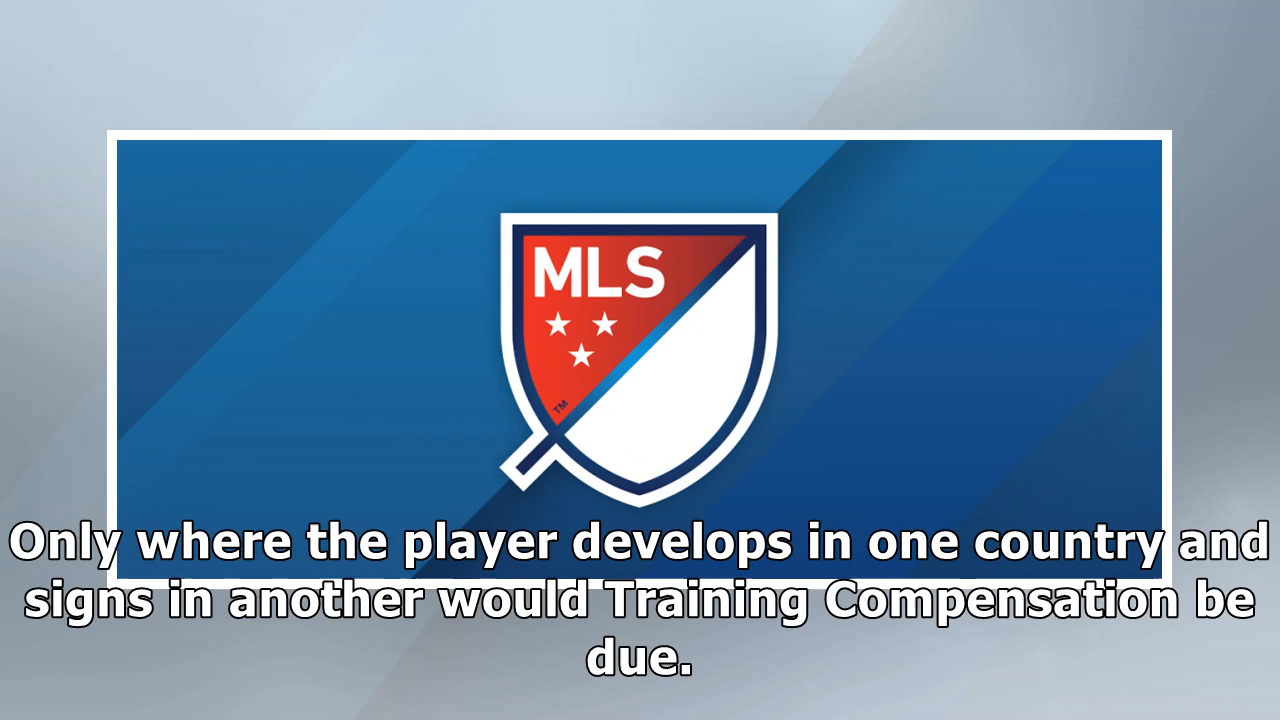 MLS
TM
Only where the player develops in one country and
signs in another would Training Compensation be
due.